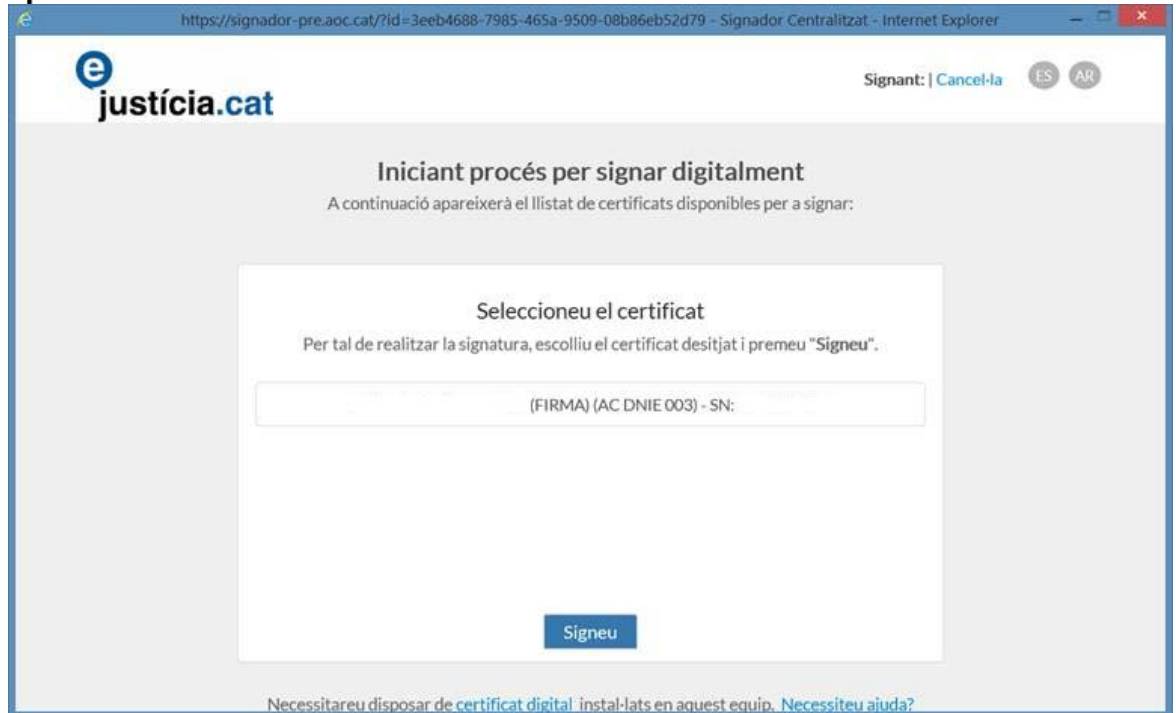 https://signador-pre.aoc.cat/?id=3eeb4688-7985-465a-9509-08b86eb52d79 - Signador Centralitzat - Internet Explorer
e
justícia.cat
Signant: | Cancel·la ES AR
Iniciant procés per signar digitalment
A continuació apareixerà el llistat de certificats disponibles per a signar:
Seleccioneu el certificat
Per tal de realitzar la signatura, escolliu el certificat desitjat i premeu "Signeu".
(FIRMA) (AC DNIE 003) - SN:
Signeu
Necessitareu disposar de certificat digital instal·lats en aquest equip. Necessiteu ajuda?